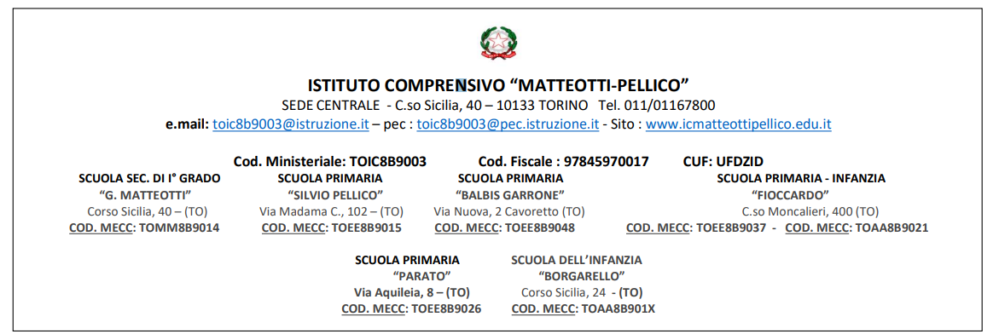 ISTITUTO COMPRENSIVO “MATTEOTTI-PELLICO”
SEDE CENTRALE - C.so Sicilia, 40 – 10133 TORINO Tel. 011/01167800
e.mail: toic8b9003@istruzione.it – pec : toic8b9003@pec.istruzione.it - Sito : www.icmatteottipellico.edu.it
Cod. Ministeriale: TOIC8B9003 Cod. Fiscale : 97845970017 CUF: UFDZID
SCUOLA SEC. DI I° GRADO SCUOLA PRIMARIA SCUOLA PRIMARIA SCUOLA PRIMARIA - INFANZIA
“G. MATTEOTTI” “SILVIO PELLICO” “BALBIS GARRONE” “FIOCCARDO”
Corso Sicilia, 40 – (TO) Via Madama C., 102 – (TO) Via Nuova, 2 Cavoretto (TO) C.so Moncalieri, 400 (TO)
COD. MECC: TOMM8B9014 COD. MECC: TOEE8B9015 COD. MECC: TOEE8B9048 COD. MECC: TOEE8B9037 - COD. MECC: TOAA8B9021
SCUOLA PRIMARIA SCUOLA DELL’INFANZIA
“PARATO” “BORGARELLO”
Via Aquileia, 8 – (TO) Corso Sicilia, 24 - (TO)
COD. MECC: TOEE8B9026 COD. MECC: TOAA8B901X